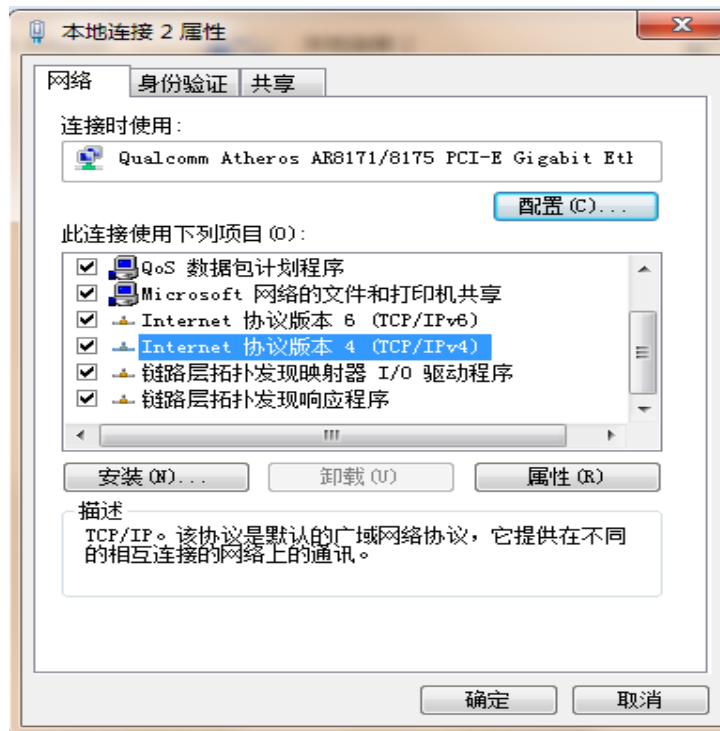 本地连接 2 属性
网络 身份验证 共享
连接时使用:
Qualcomm Atheros AR8171/8175 PCI-E Gigabit Eth
配置(C)...
此连接使用下列项目(O):
QoS 数据包计划程序
Microsoft 网络的文件和打印机共享
Internet 协议版本 6 (TCP/IPv6)
Internet 协议版本 4 (TCP/IPv4)
链路层拓扑发现映射器 I/O 驱动程序
链路层拓扑发现响应程序
安装(N)... 卸载(U) 属性(R)
描述
TCP/IP。该协议是默认的广域网络协议，它提供在不同
的相互连接的网络上的通讯。
确定 取消